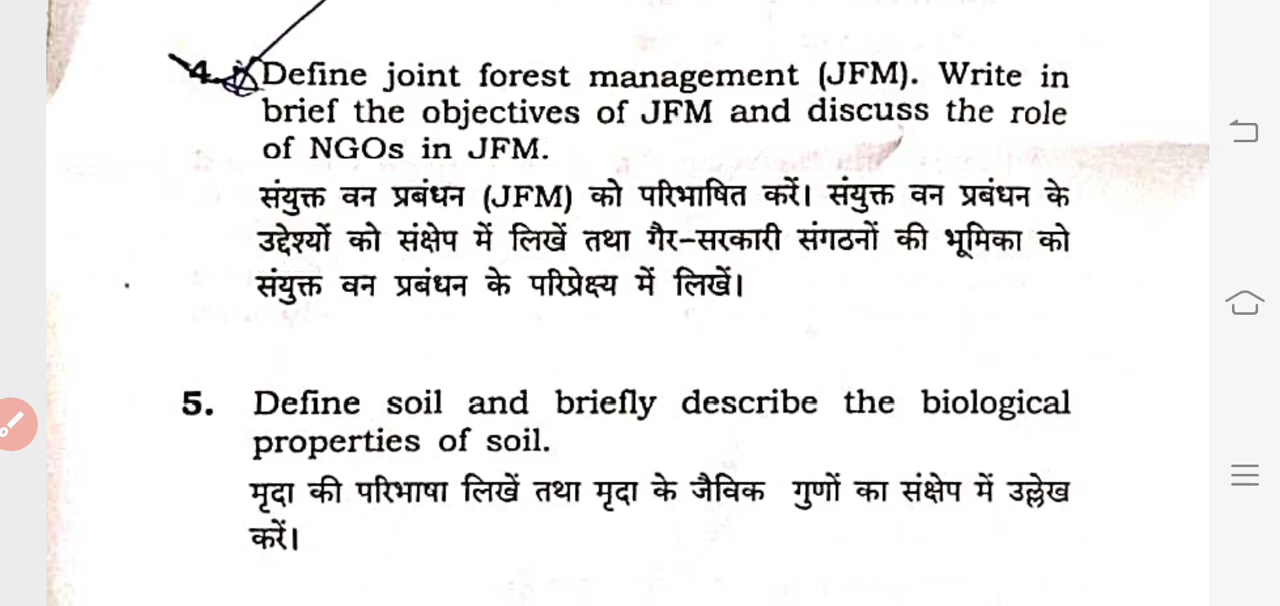 4. Define joint forest management (JFM). Write in
brief the objectives of JFM and discuss the role
of NGOs in JFM.
संयुक्त वन प्रबंधन (JFM) को परिभाषित करें। संयुक्त वन प्रबंधन के
उद्देश्यों को संक्षेप में लिखें तथा गैर-सरकारी संगठनों की भूमिका को
संयुक्त वन प्रबंधन के परिप्रेक्ष्य में लिखें।
5. Define soil and briefly describe the biological
properties of soil.
मृदा की परिभाषा लिखें तथा मृदा के जैविक गुणों का संक्षेप में उल्लेख
करें।